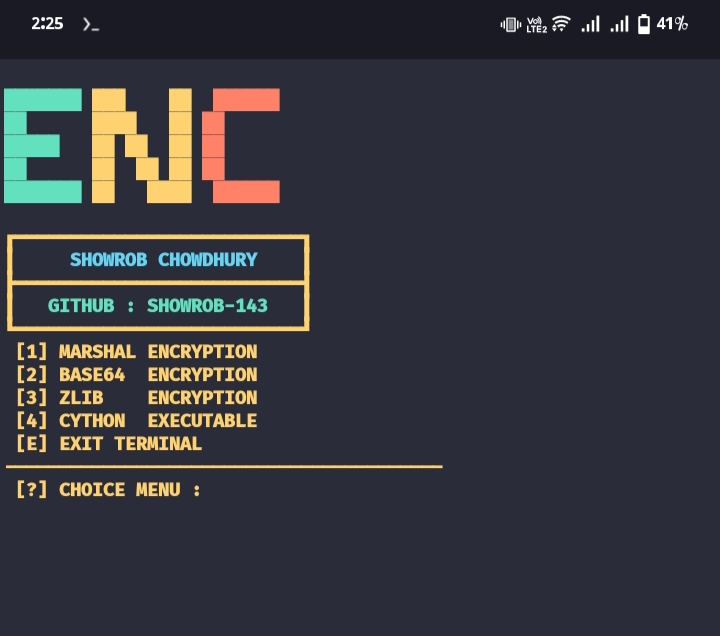 2:25 Vo) LTE2 41%
ENC
SHOWROB CHOWDHURY
GITHUB : SHOWROB-143
[1] MARSHAL ENCRYPTION
[2] BASE64 ENCRYPTION
[3] ZLIB ENCRYPTION
[4] CYTHON EXECUTABLE
[E] EXIT TERMINAL
[?] CHOICE MENU :